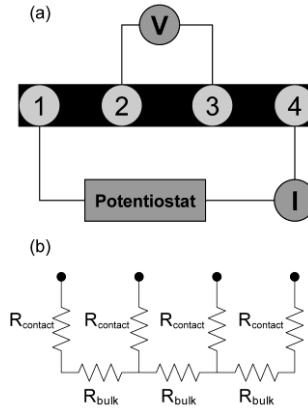 (a)
V
1 2 3 4
Potentiostat
I
(b)
Rcontact Rcontact Rcontact Rcontact
Rbulk Rbulk Rbulk